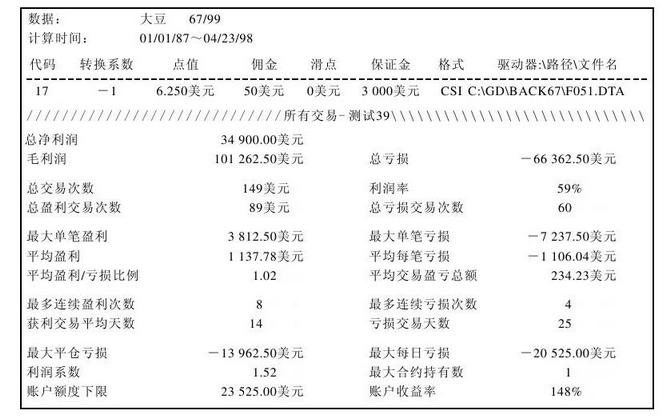 数据： 大豆 67/99
计算时间： 01/01/87～04/23/98
代码 转换系数 点值 佣金 滑点 保证金 格式 驱动器:\路径\文件名
17 －1 6.250美元 50美元 0美元 3 000美元 CSI C:\GD\BACK67\F051.DTA
//////////////////////////////所有交易-测试39\\\\\\\\\\\\\\\\\\\\\\\\\\\\\\
总净利润 34 900.00美元
毛利润 101 262.50美元 总亏损 －66 362.50美元
总交易次数 149美元 利润率 59%
总盈利交易次数 89美元 总亏损交易次数 60
最大单笔盈利 3 812.50美元 最大单笔亏损 －7 237.50美元
平均盈利 1 137.78美元 平均每笔亏损 －1 106.04美元
平均盈利/亏损比例 1.02 平均交易盈亏总额 234.23美元
最多连续盈利次数 8 最多连续亏损次数 4
获利交易平均天数 14 亏损交易天数 25
最大平仓亏损 －13 962.50美元 最大每日亏损 －20 525.00美元
利润系数 1.52 最大合约持有数 1
账户额度下限 23 525.00美元 账户收益率 148%